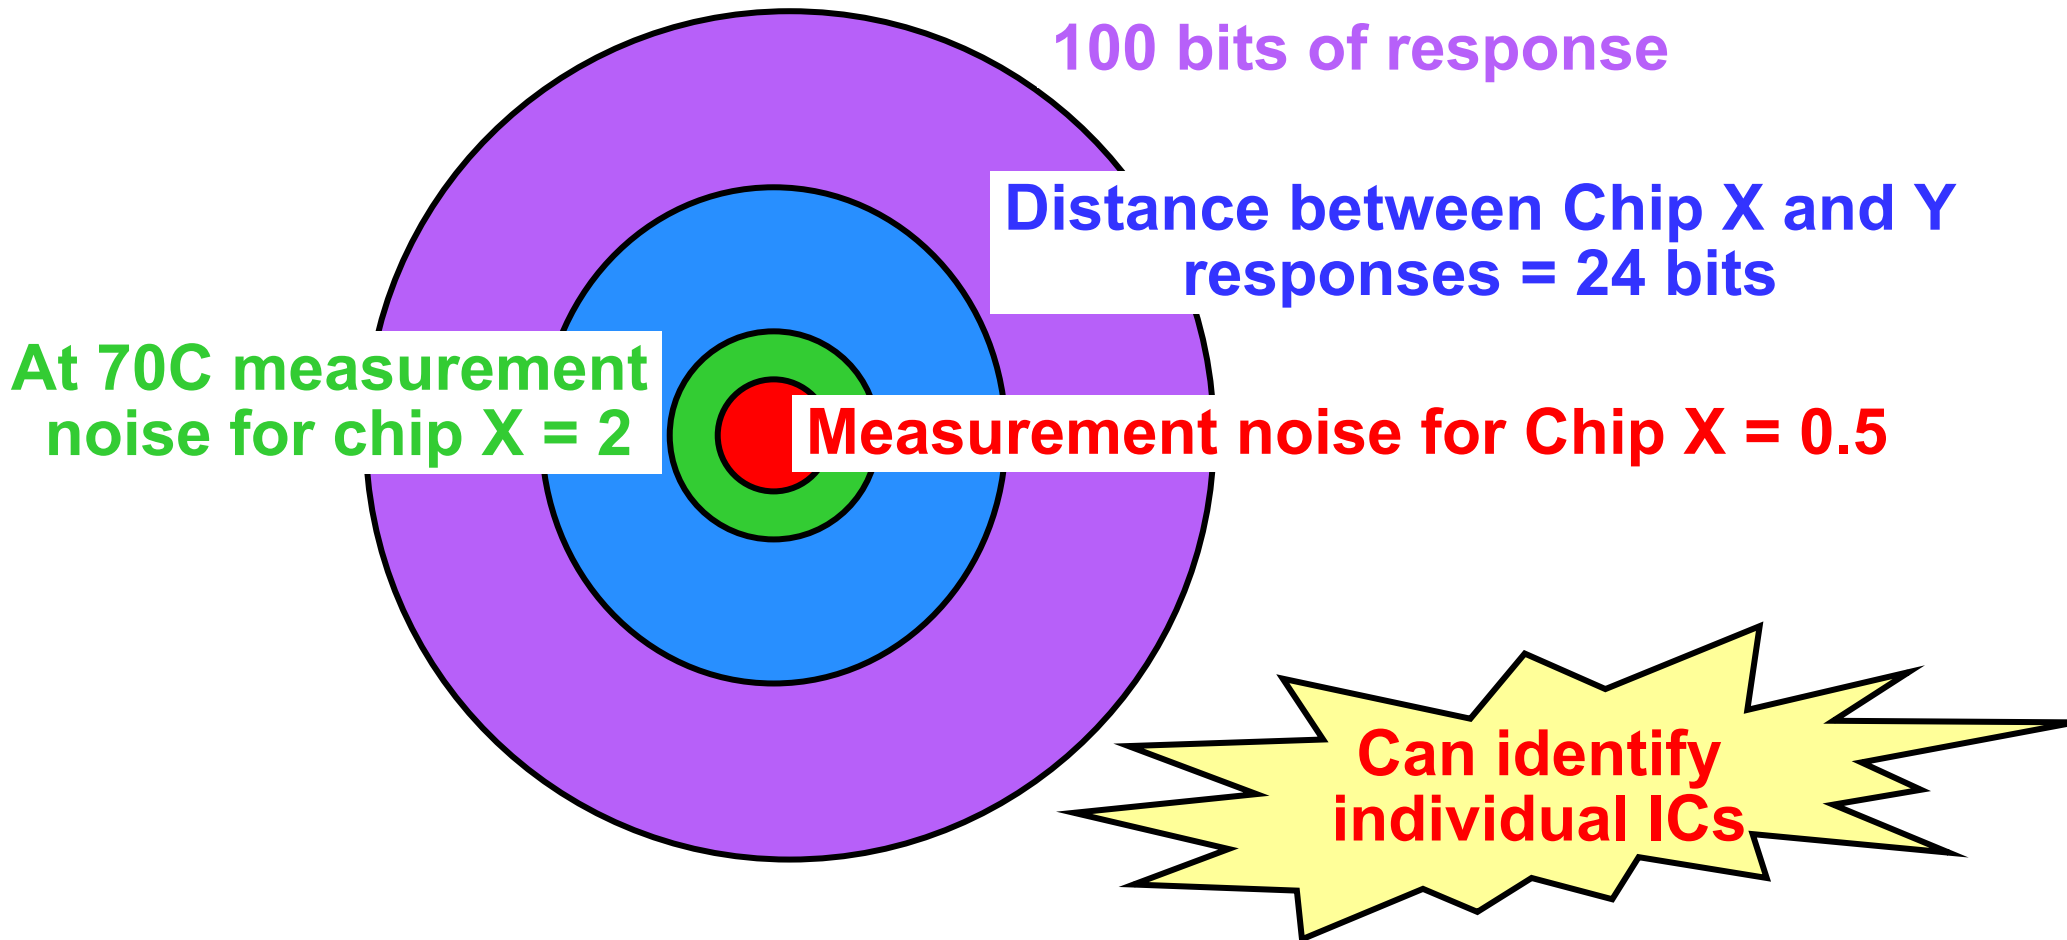 100 bits of response
Distance between Chip X and Y
responses = 24 bits
At 70C measurement
noise for chip X = 2
Measurement noise for Chip X = 0.5
Can identify
individual ICs